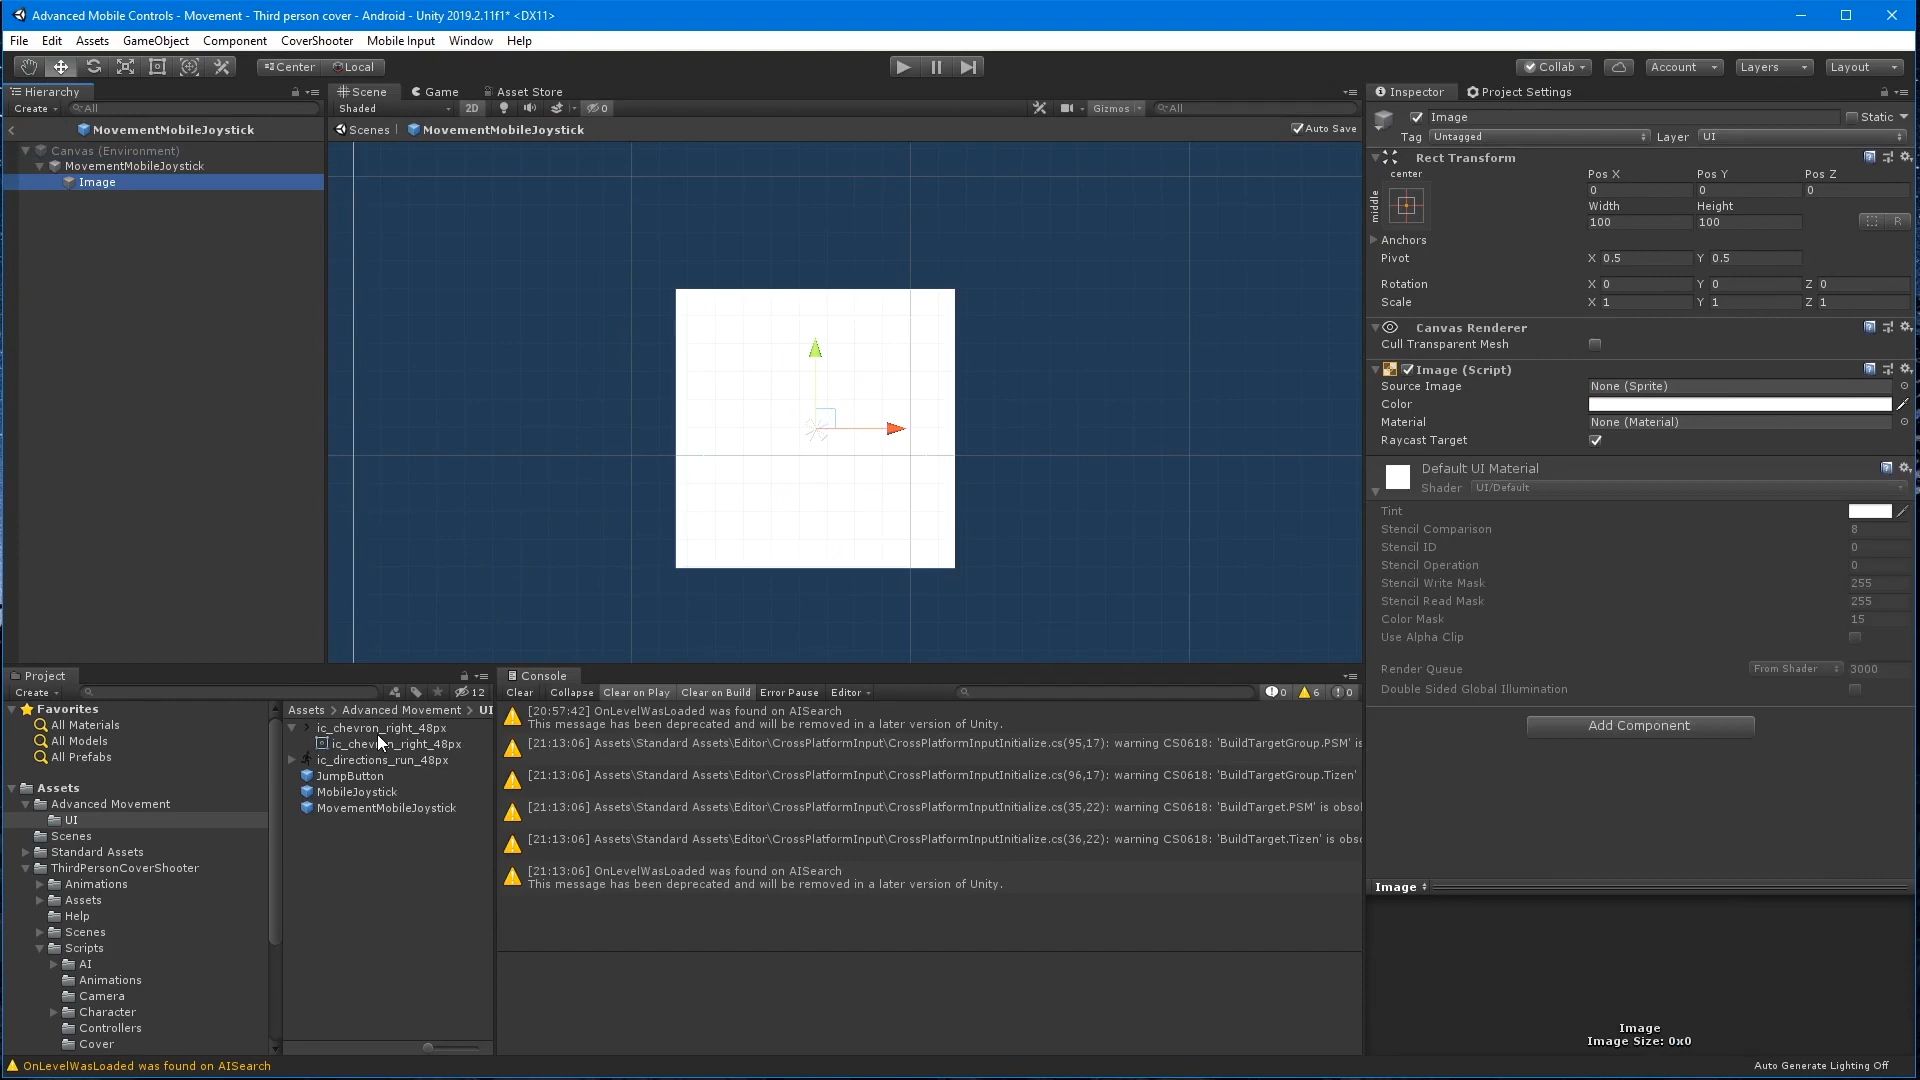 Advanced Mobile Controls - Movement - Third person cover - Android - Unity 2019.2.11f1* <DX11>
File Edit Assets GameObject Component CoverShooter Mobile Input Window Help
Center Local Collab Account Layers Layout
Hierarchy
Create All
MovementMobileJoystick
Canvas (Environment)
MovementMobileJoystick
Image
Scene Game Asset Store
Shaded 2D 0 Gizmos All
Scenes MovementMobileJoystick Auto Save
Inspector Project Settings
Image Static
Tag Untagged Layer UI
Rect Transform
center
middle
Pos X Pos Y Pos Z
0 0 0
Width Height
100 100 R
Anchors
Pivot X 0.5 Y 0.5
Rotation X 0 Y 0 Z 0
Scale X 1 Y 1 Z 1
Canvas Renderer
Cull Transparent Mesh
Image (Script)
Source Image None (Sprite)
Color
Material None (Material)
Raycast Target
Default UI Material
Shader UI/Default
Tint
Stencil Comparison 8
Stencil ID 0
Stencil Operation 0
Stencil Write Mask 255
Stencil Read Mask 255
Color Mask 15
Use Alpha Clip
Render Queue From Shader 3000
Double Sided Global Illumination
Add Component
Image
Image
Image Size: 0x0
Project
Create 12
Favorites
All Materials
All Models
All Prefabs
Assets
Advanced Movement
UI
Scenes
Standard Assets
ThirdPersonCoverShooter
Animations
Assets
Help
Scenes
Scripts
AI
Animations
Camera
Character
Controllers
Cover
Assets > Advanced Movement > UI
ic_chevron_right_48px
ic_chevron_right_48px
ic_directions_run_48px
JumpButton
MobileJoystick
MovementMobileJoystick
Console
Clear Collapse Clear on Play Clear on Build Error Pause Editor 0 6 0
[20:57:42] OnLevelWasLoaded was found on AISearch
This message has been deprecated and will be removed in a later version of Unity.
[21:13:06] Assets\Standard Assets\Editor\CrossPlatformInput\CrossPlatformInputInitialize.cs(95,17): warning CS0618: 'BuildTargetGroup.PSM' is
[21:13:06] Assets\Standard Assets\Editor\CrossPlatformInput\CrossPlatformInputInitialize.cs(96,17): warning CS0618: 'BuildTargetGroup.Tizen'
[21:13:06] Assets\Standard Assets\Editor\CrossPlatformInput\CrossPlatformInputInitialize.cs(35,22): warning CS0618: 'BuildTarget.PSM' is obsol
[21:13:06] Assets\Standard Assets\Editor\CrossPlatformInput\CrossPlatformInputInitialize.cs(36,22): warning CS0618: 'BuildTarget.Tizen' is obso
[21:13:06] OnLevelWasLoaded was found on AISearch
This message has been deprecated and will be removed in a later version of Unity.
OnLevelWasLoaded was found on AISearch
Auto Generate Lighting Off